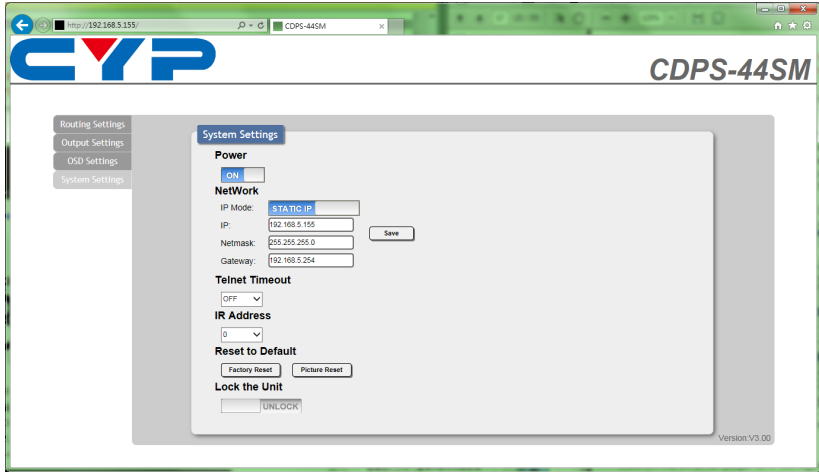 http://192.168.5.155/
CDPS-44SM
CYP
CDPS-44SM
Routing Settings
Output Settings
OSD Settings
System Settings
System Settings
Power
ON
NetWork
IP Mode: STATIC IP
IP: 192.168.5.155
Save
Netmask: 255.255.255.0
Gateway: 192.168.5.254
Telnet Timeout
OFF
IR Address
0
Reset to Default
Factory Reset Picture Reset
Lock the Unit
UNLOCK
Version:V3.00